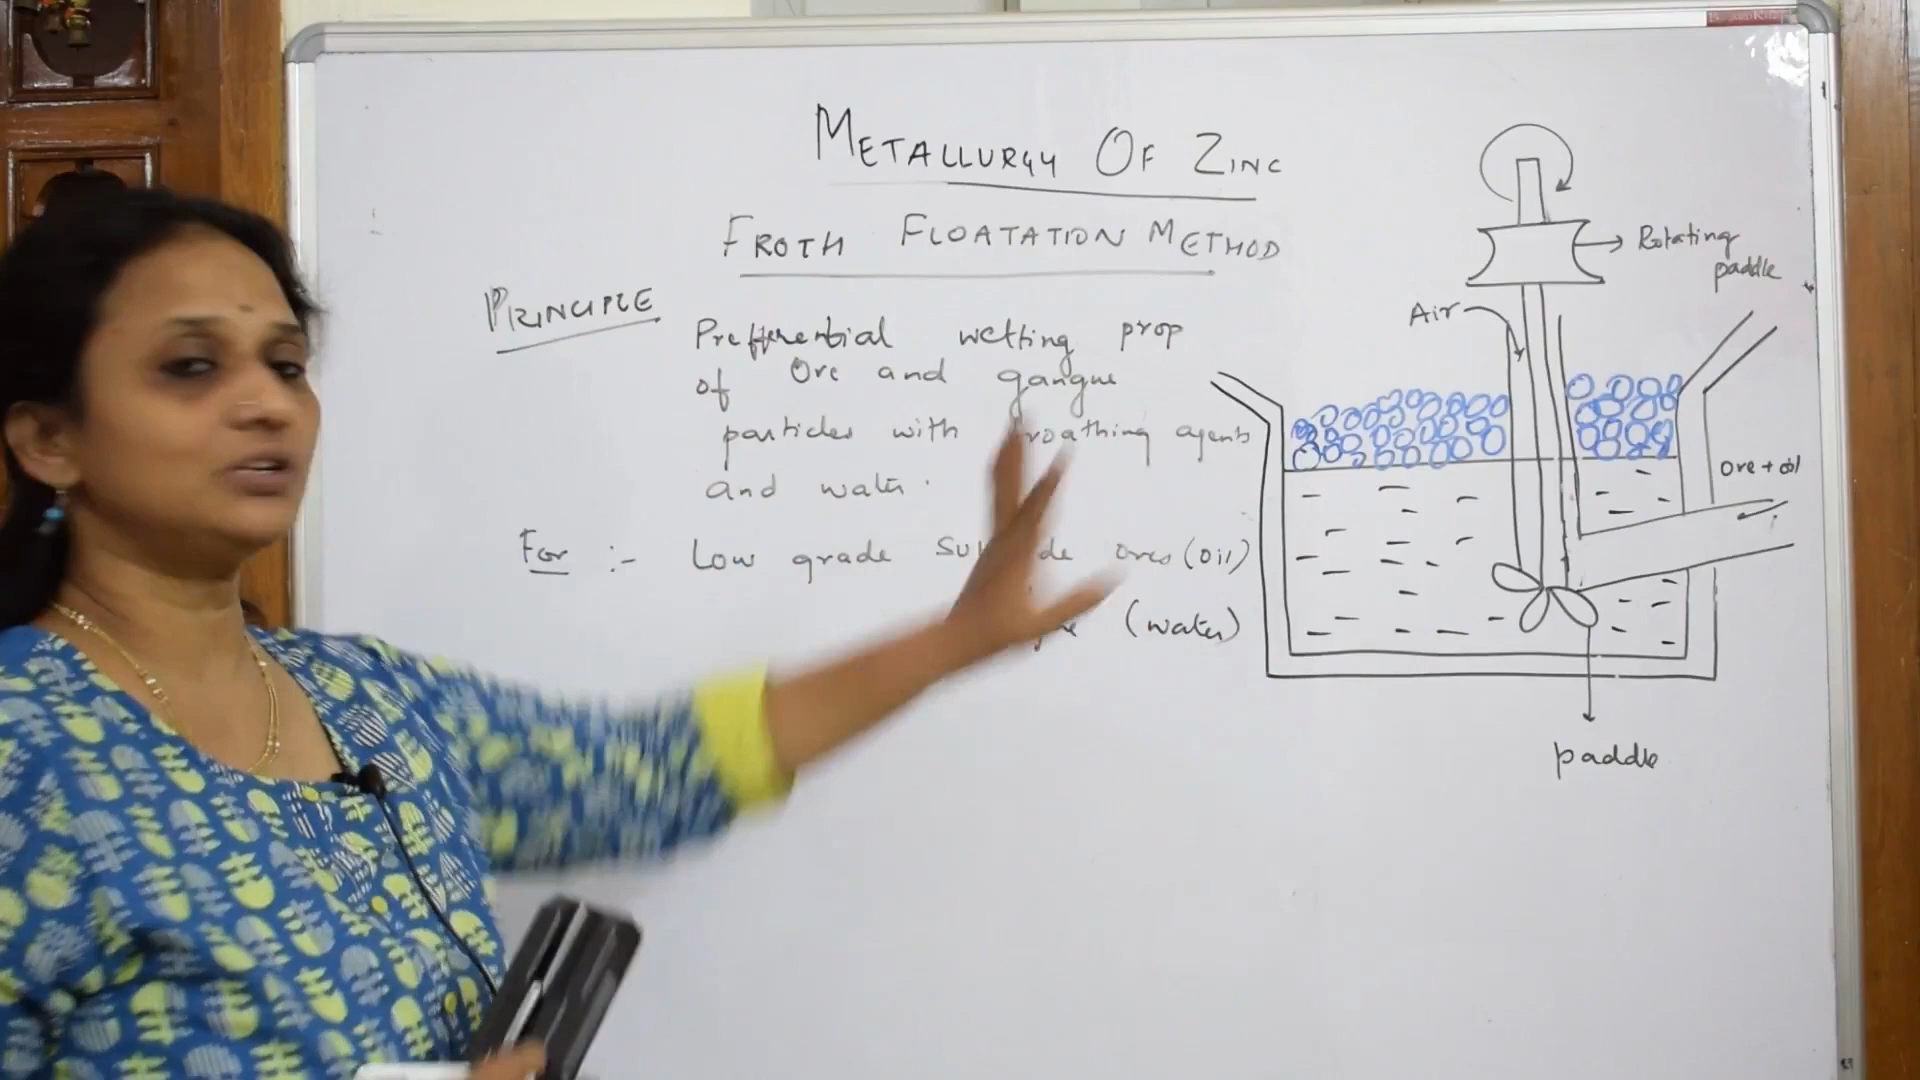 METALLURGY OF ZINC
FROTH FLOATATION METHOD
PRINCIPLE
Prefferential wetting prop
of Ore and gangue
particles with froathing agents
and water.
For :- Low grade ores (oil)
(water)
Rotating
paddle
Air
Ore + oil
paddle